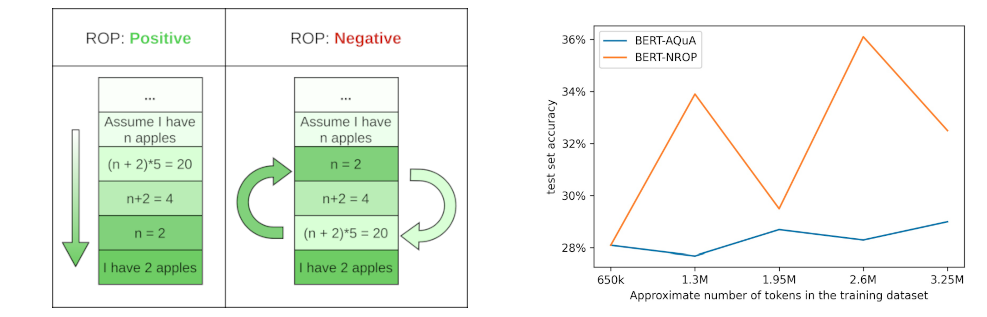 ROP: Positive
ROP: Negative
...
Assume I have
n apples
(n + 2)*5 = 20
n+2 = 4
n = 2
I have 2 apples
...
Assume I have
n apples
n = 2
n+2 = 4
(n + 2)*5 = 20
I have 2 apples
BERT-AQuA
BERT-NROP
36%
34%
32%
30%
28%
test set accuracy
650k
1.3M
1.95M
2.6M
3.25M
Approximate number of tokens in the training dataset